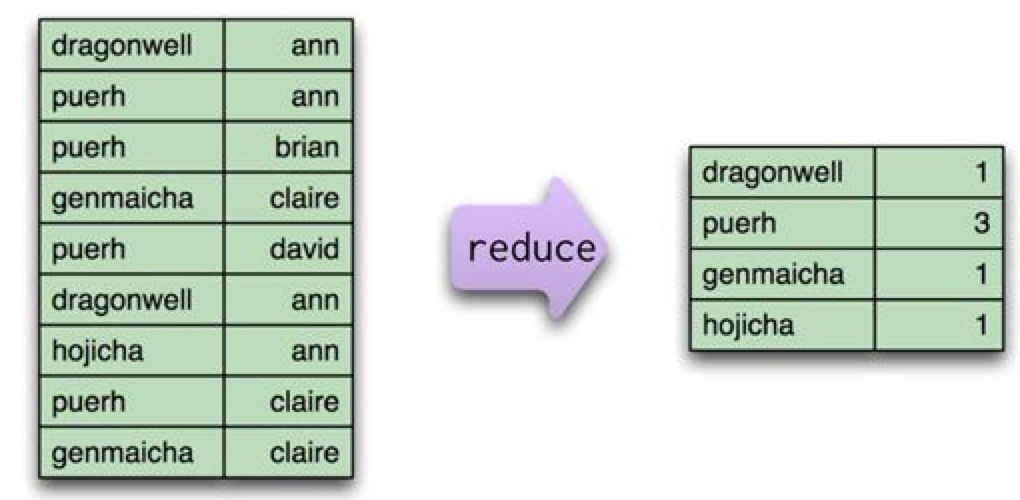 dragonwell ann
puerh ann
puerh brian
genmaicha claire
puerh david
dragonwell ann
hojicha ann
puerh claire
genmaicha claire
reduce
dragonwell 1
puerh 3
genmaicha 1
hojicha 1